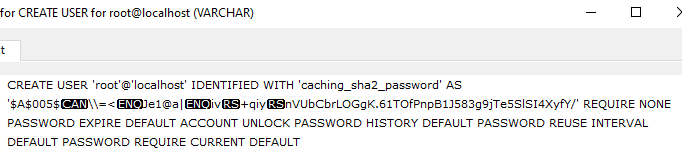 for CREATE USER for root@localhost (VARCHAR)
t
CREATE USER 'root'@'localhost' IDENTIFIED WITH 'caching_sha2_password' AS
'$A$005$CAN\\=<ENQJe1@a|ENQivRS+qiyRSnVUbCbrLOGgK.61TOfPnpB1J583g9jTe5SlSI4XyfY/' REQUIRE NONE
PASSWORD EXPIRE DEFAULT ACCOUNT UNLOCK PASSWORD HISTORY DEFAULT PASSWORD REUSE INTERVAL
DEFAULT PASSWORD REQUIRE CURRENT DEFAULT